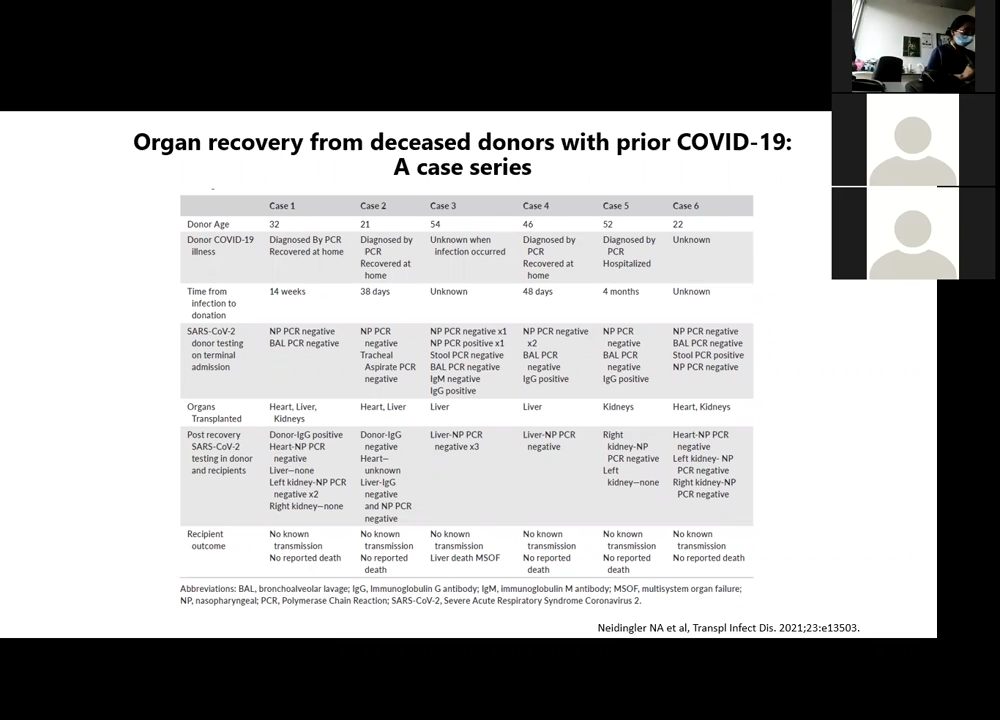 Organ recovery from deceased donors with prior COVID-19:
A case series
Case 1 Case 2 Case 3 Case 4 Case 5 Case 6
Donor Age 32 21 54 46 52 22
Donor COVID-19 Diagnosed By PCR Diagnosed by Unknown when Diagnosed by Diagnosed by Unknown
illness Recovered at home PCR infection occurred PCR PCR
Recovered at Recovered at Hospitalized
home home
Time from 14 weeks 38 days Unknown 48 days 4 months Unknown
infection to
donation
SARS-CoV-2 NP PCR negative NP PCR NP PCR negative x1 NP PCR negative NP PCR NP PCR negative
donor testing BAL PCR negative negative NP PCR positive x1 x2 negative BAL PCR negative
on terminal Tracheal Stool PCR negative BAL PCR BAL PCR Stool PCR positive
admission Aspirate PCR BAL PCR negative negative negative NP PCR negative
negative IgM negative IgG positive IgG positive
IgG positive
Organs Heart, Liver, Heart, Liver Liver Liver Kidneys Heart, Kidneys
Transplanted Kidneys
Post recovery Donor-IgG positive Donor-IgG Liver-NP PCR Liver-NP PCR Right Heart-NP PCR
SARS-CoV-2 Heart-NP PCR negative negative x3 negative kidney-NP negative
testing in donor negative Heart— PCR negative Left kidney- NP
and recipients Liver—none unknown Left PCR negative
Left kidney-NP PCR Liver-IgG kidney—none Right kidney-NP
negative x2 negative PCR negative
Right kidney—none and NP PCR
negative
Recipient No known No known No known No known No known No known
outcome transmission transmission transmission transmission transmission transmission
No reported death No reported Liver death MSOF No reported No reported No reported death
death death death
Abbreviations: BAL, bronchoalveolar lavage; IgG, Immunoglobulin G antibody; IgM, immunoglobulin M antibody; MSOF, multisystem organ failure;
NP, nasopharyngeal; PCR, Polymerase Chain Reaction; SARS-CoV-2, Severe Acute Respiratory Syndrome Coronavirus 2.
Neidingler NA et al, Transpl Infect Dis. 2021;23:e13503.